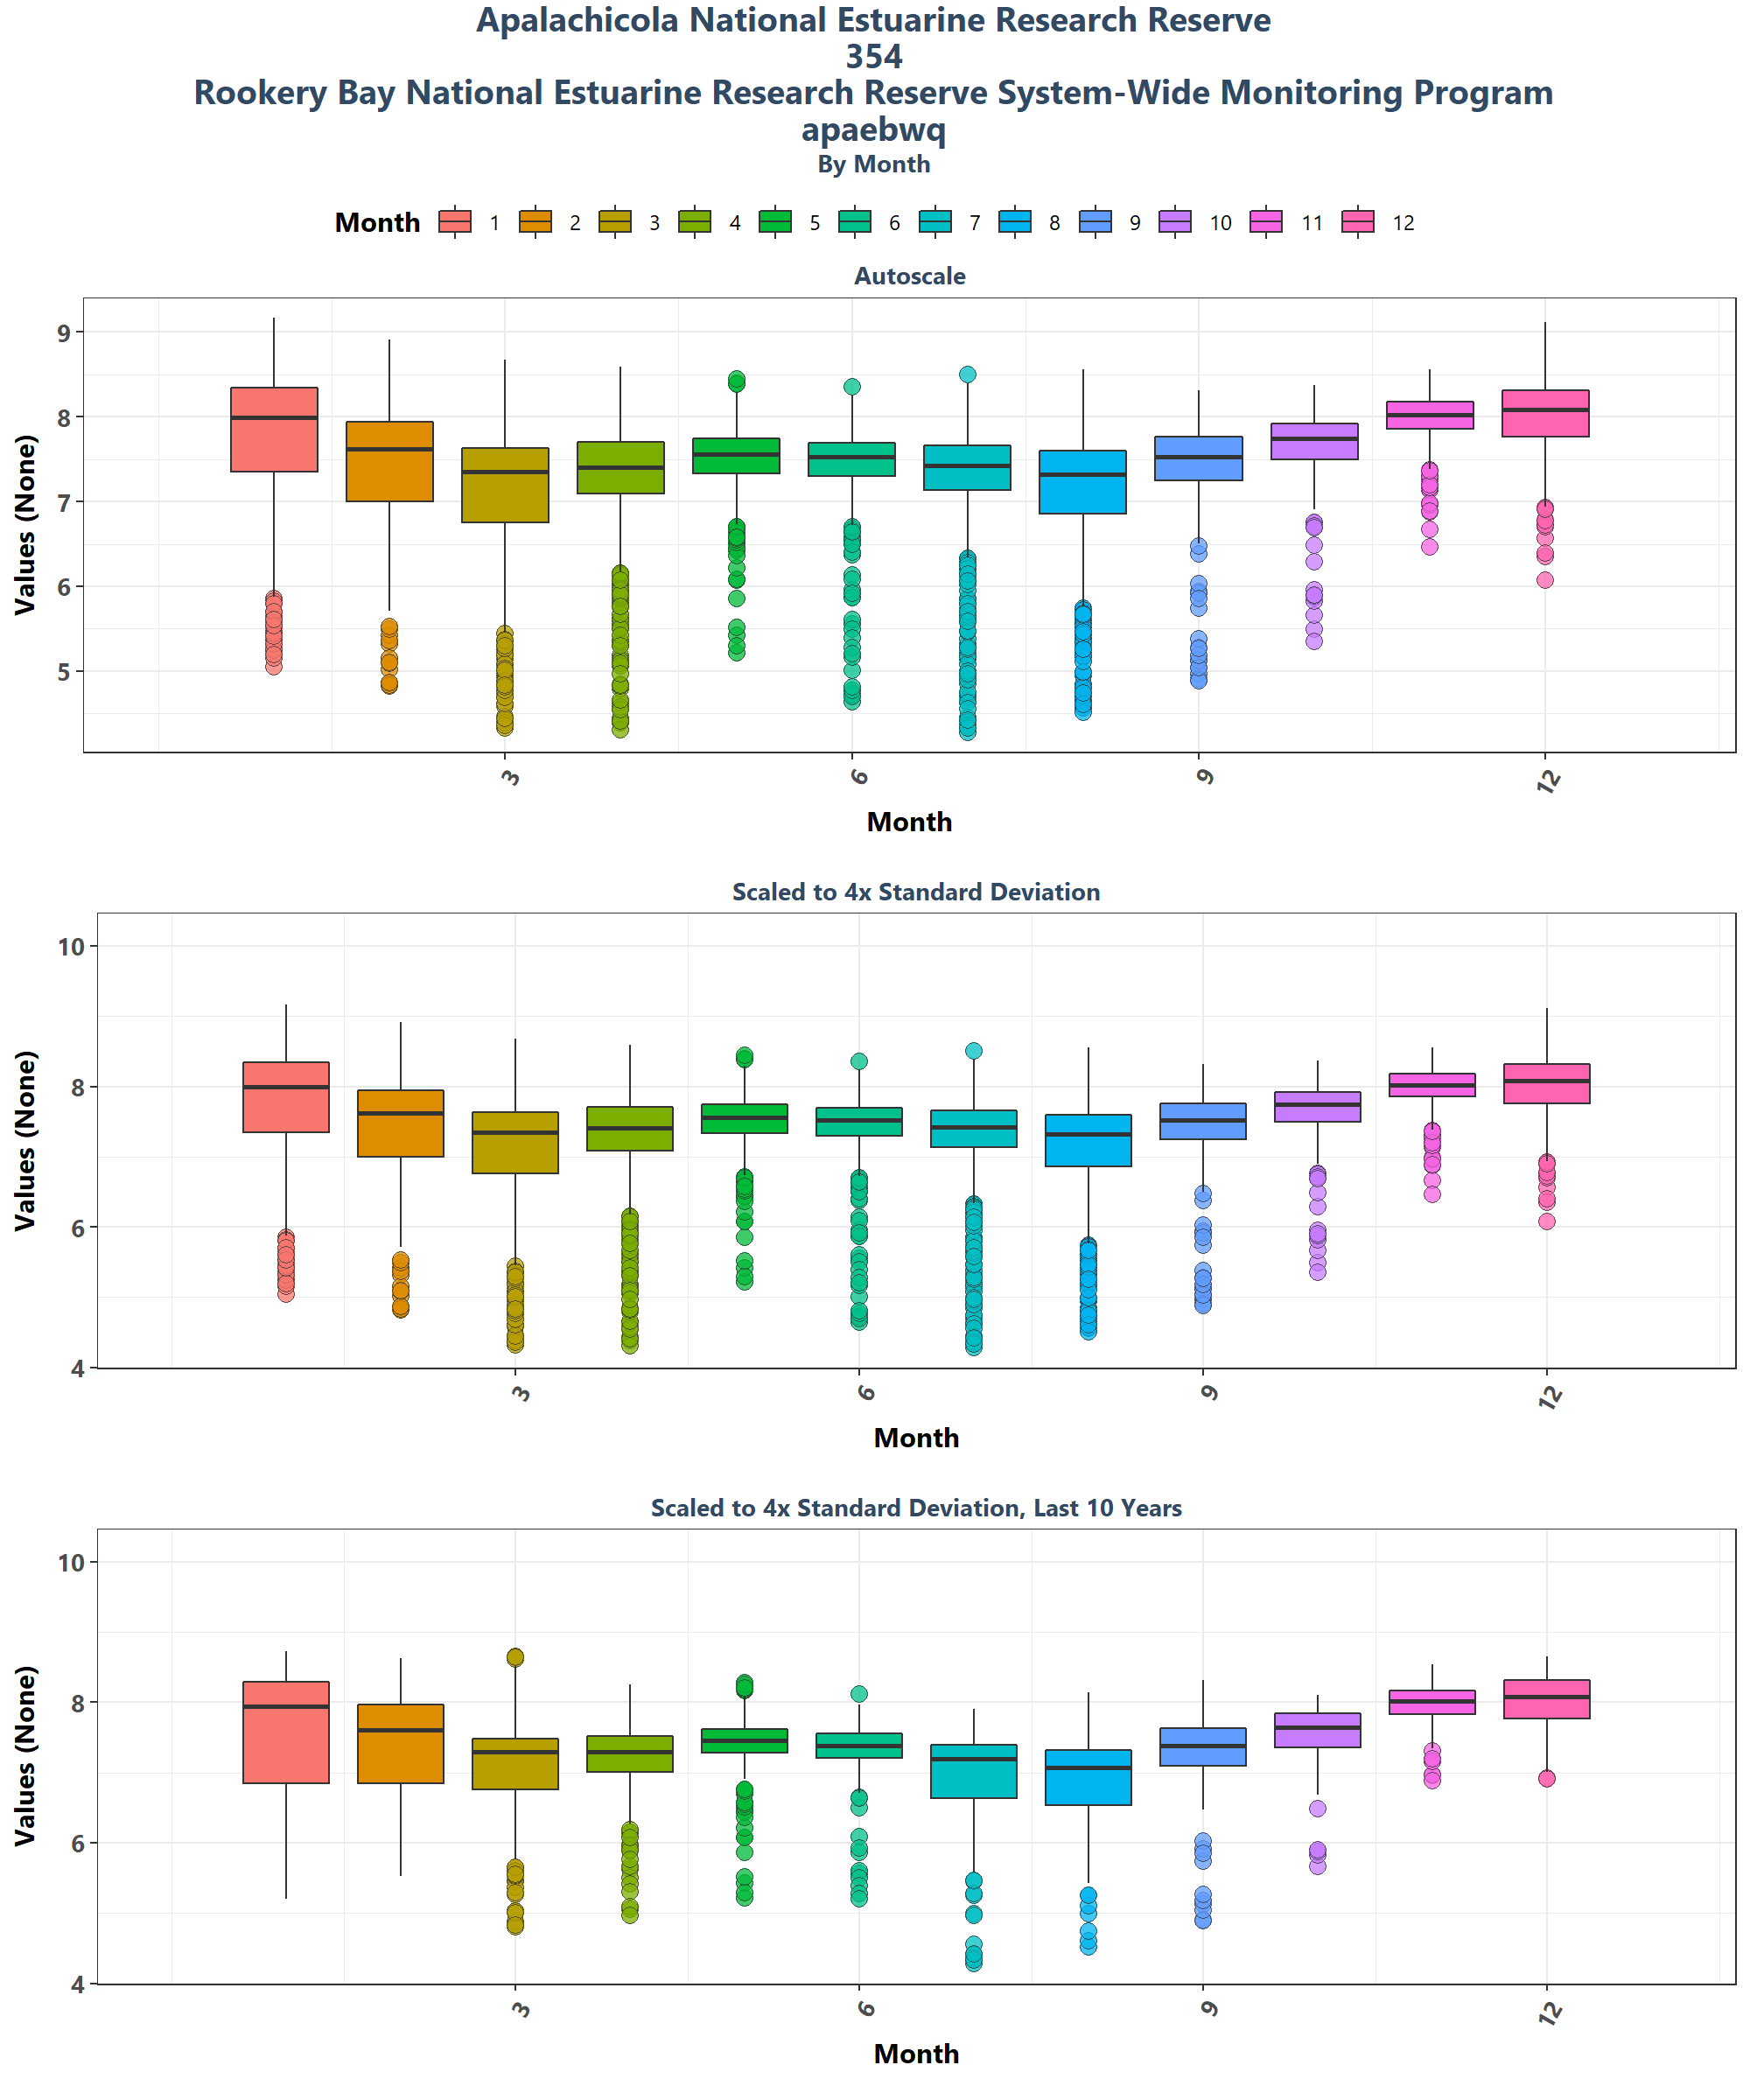 Apalachicola National Estuarine Research Reserve
354
Rookery Bay National Estuarine Research Reserve System-Wide Monitoring Program
apaebwq
By Month
Month 1 2 3 4 5 6 7 8 9 10 11 12
Autoscale
Values (None)
9
8
7
6
5
3 6 9 12
Month
Scaled to 4x Standard Deviation
Values (None)
10
8
6
4
3 6 9 12
Month
Scaled to 4x Standard Deviation, Last 10 Years
Values (None)
10
8
6
4
3 6 9 12
Month